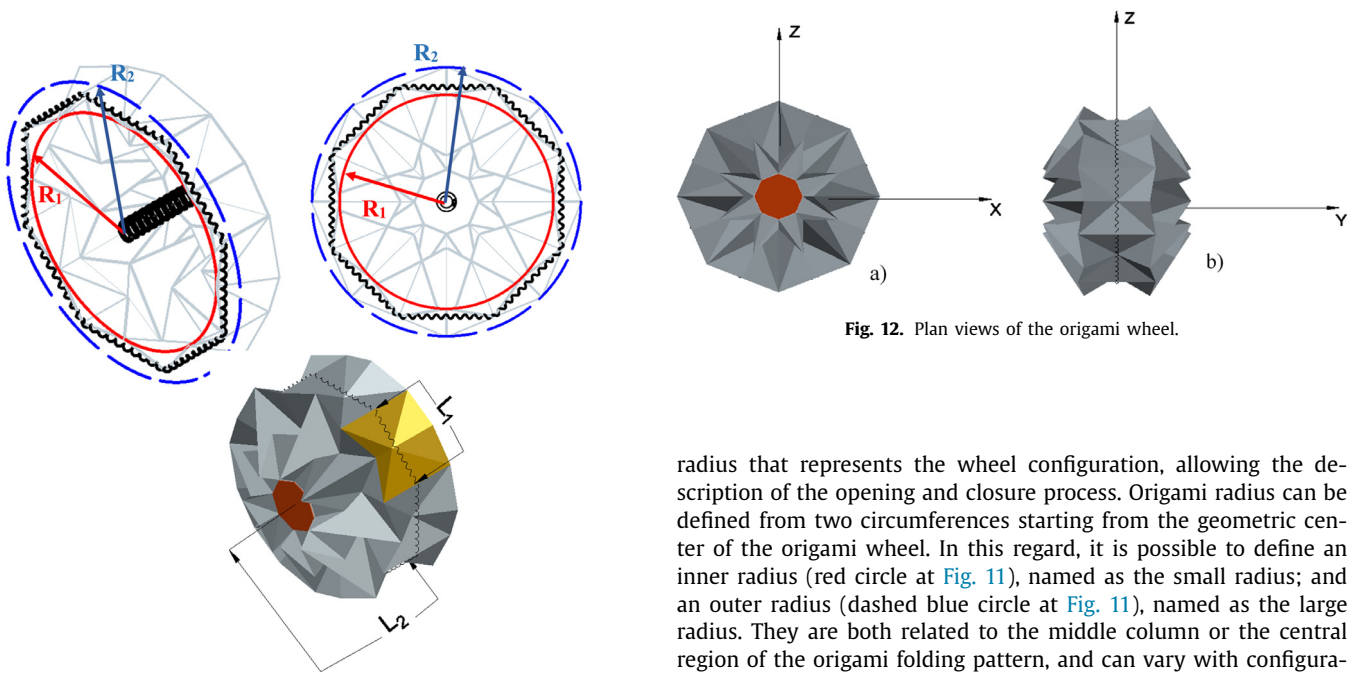 R2
R1
R2
R1
L1
L2
Z
X
a)
Z
Y
b)
Fig. 12. Plan views of the origami wheel.
radius that represents the wheel configuration, allowing the de-
scription of the opening and closure process. Origami radius can be
defined from two circumferences starting from the geometric cen-
ter of the origami wheel. In this regard, it is possible to define an
inner radius (red circle at Fig. 11), named as the small radius; and
an outer radius (dashed blue circle at Fig. 11), named as the large
radius. They are both related to the middle column or the central
region of the origami folding pattern, and can vary with configura-